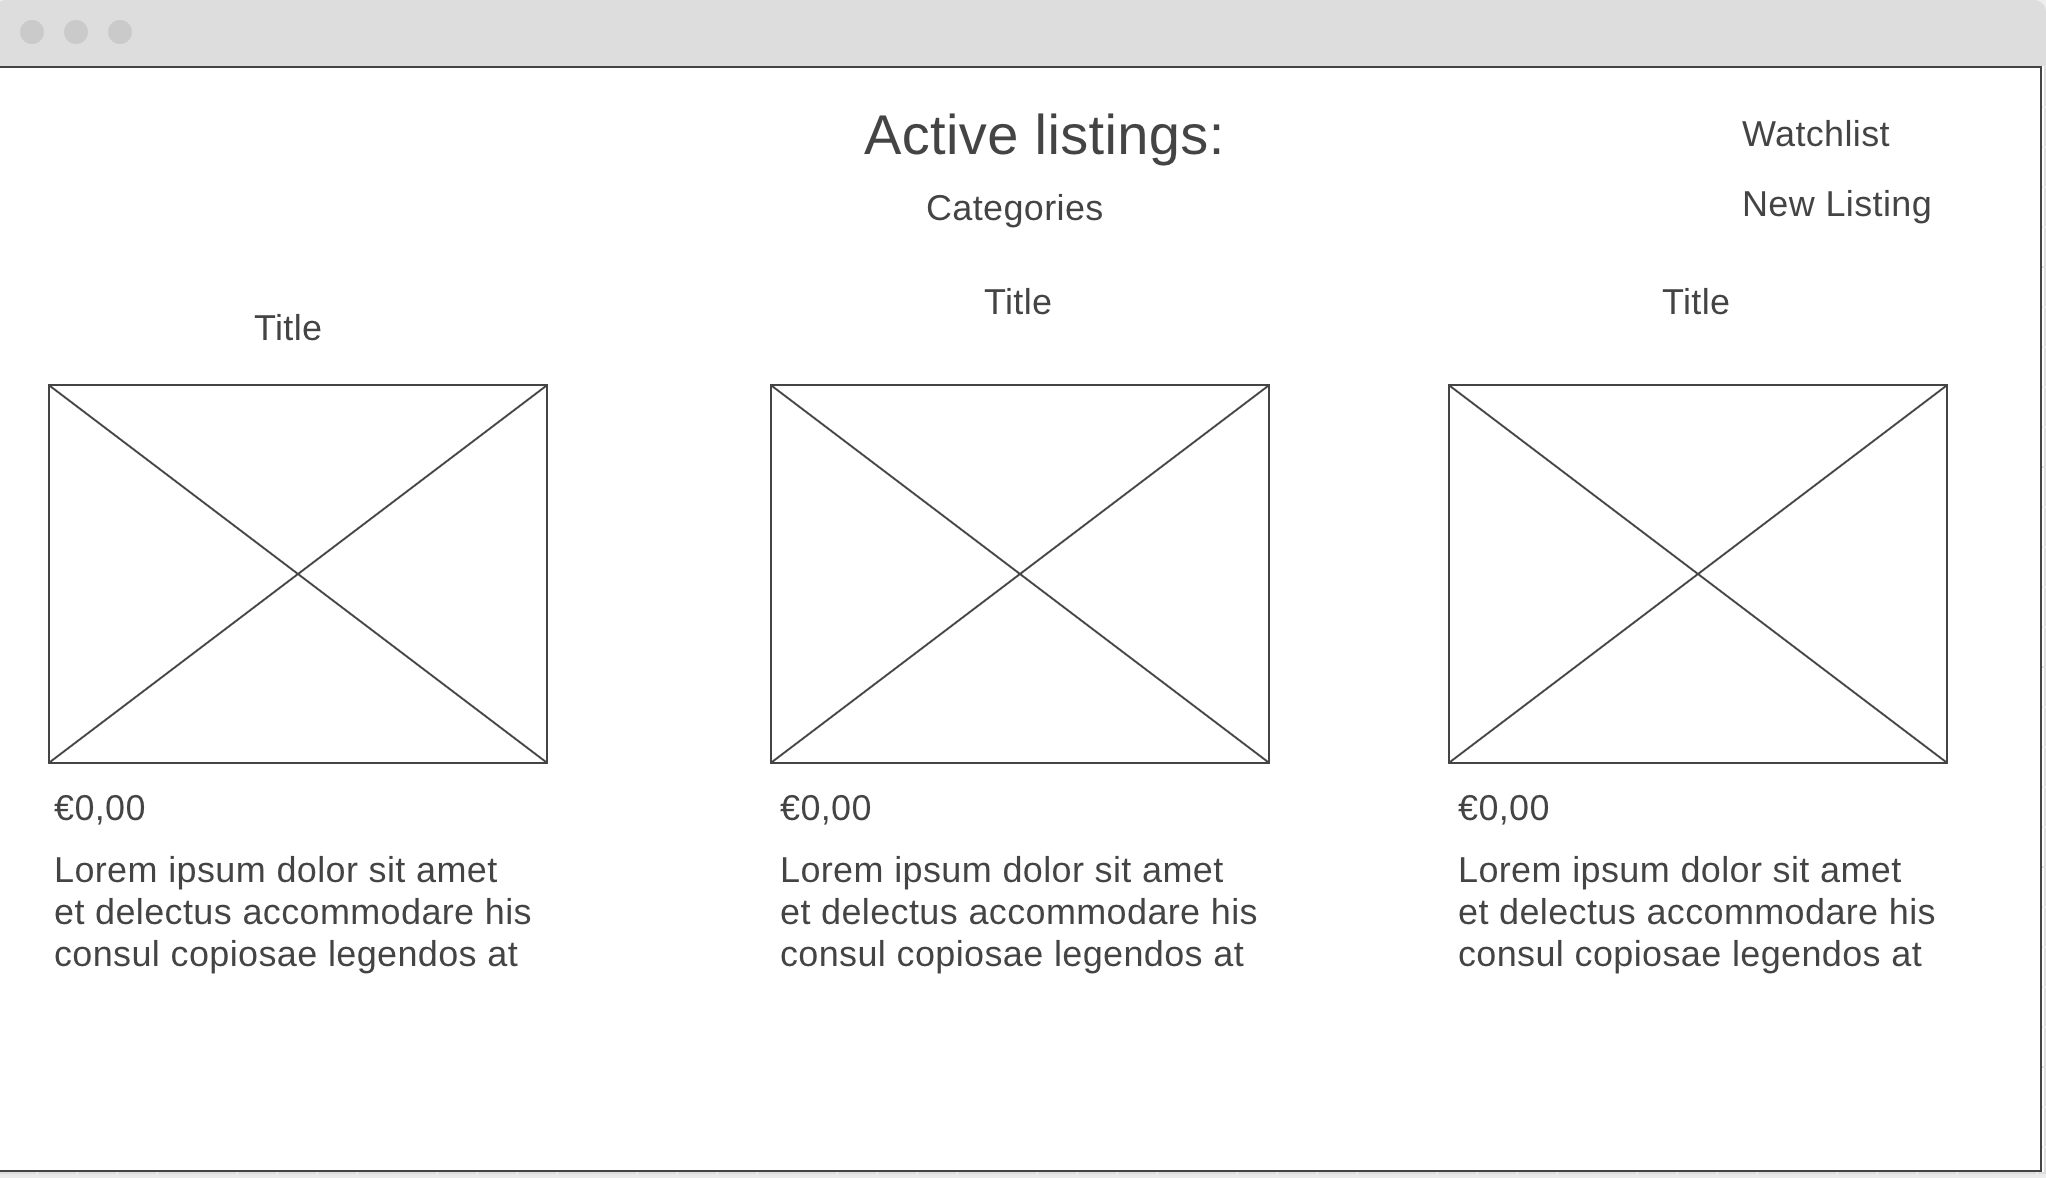 Active listings:
Watchlist
Categories
New Listing
Title
Title
Title
€0,00
Lorem ipsum dolor sit amet
et delectus accommodare his
consul copiosae legendos at
€0,00
Lorem ipsum dolor sit amet
et delectus accommodare his
consul copiosae legendos at
€0,00
Lorem ipsum dolor sit amet
et delectus accommodare his
consul copiosae legendos at